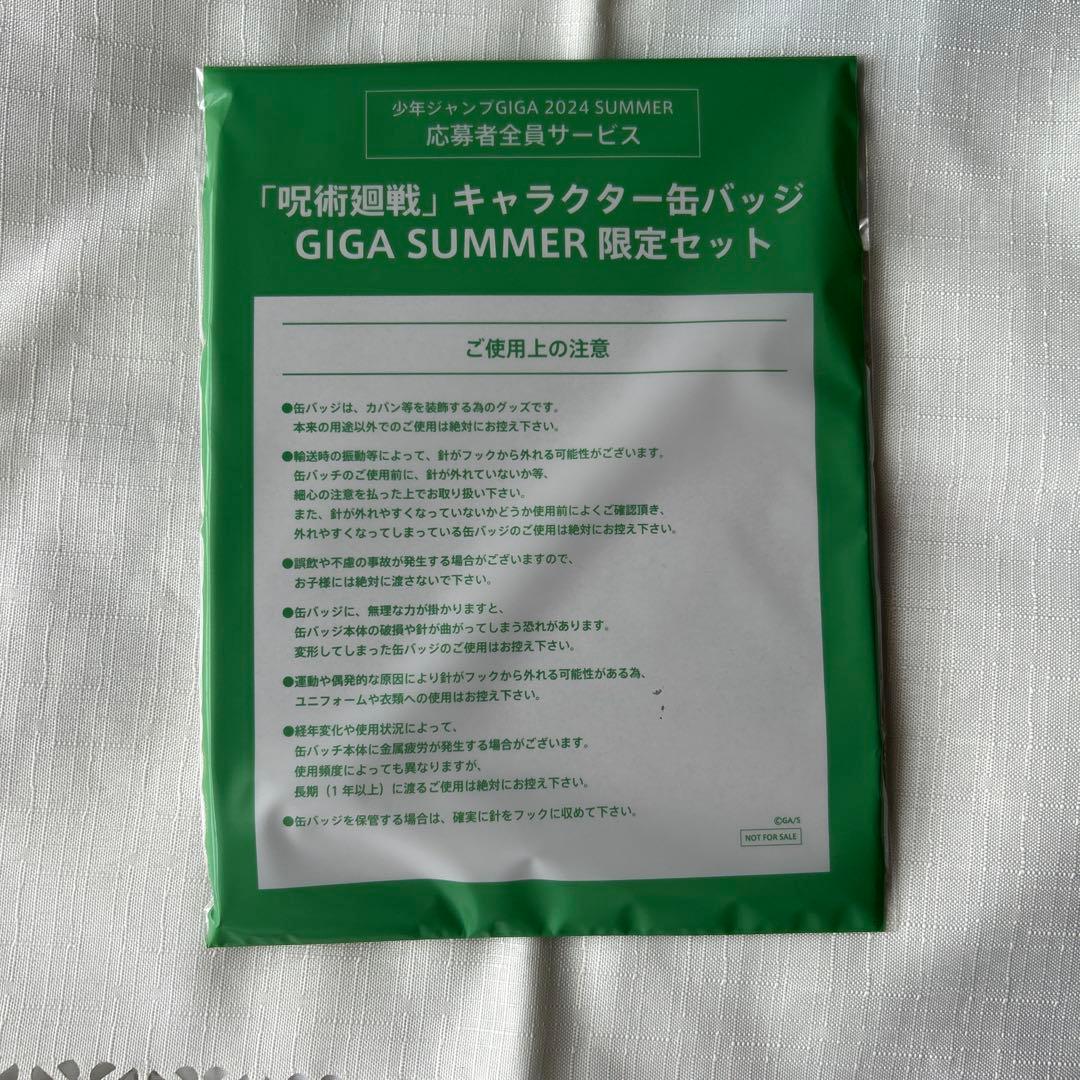 少年ジャンプGIGA 2024 SUMMER
応募者全員サービス
「呪術廻戦」キャラクター缶バッジ
GIGA SUMMER 限定セット
ご使用上の注意
●缶バッジは、カバン等を装飾する為のグッズです。
本来の用途以外でのご使用は絶対にお控え下さい。
●輸送時の振動等によって、針がフックから外れる可能性がございます。
缶バッチのご使用前に、針が外れていないか等、
細心の注意を払った上でお取り扱い下さい。
また、針が外れやすくなっていないかどうか使用前によくご確認頂き、
外れやすくなってしまっている缶バッジのご使用は絶対にお控え下さい。
●誤飲や不慮の事故が発生する場合がございますので、
お子様には絶対に渡さないで下さい。
●缶バッジに、無理な力が掛かりますと、
缶バッジ本体の破損や針が曲がってしまう恐れがあります。
変形してしまった缶バッジのご使用はお控え下さい。
●運動や偶発的な原因により針がフックから外れる可能性がある為、
ユニフォームや衣類への使用はお控え下さい。
●経年変化や使用状況によって、
缶バッチ本体に金属疲労が発生する場合がございます。
使用頻度によっても異なりますが、
長期（1年以上）に渡るご使用は絶対にお控え下さい。
●缶バッジを保管する場合は、確実に針をフックに収めて下さい。
©GA/S
NOT FOR SALE